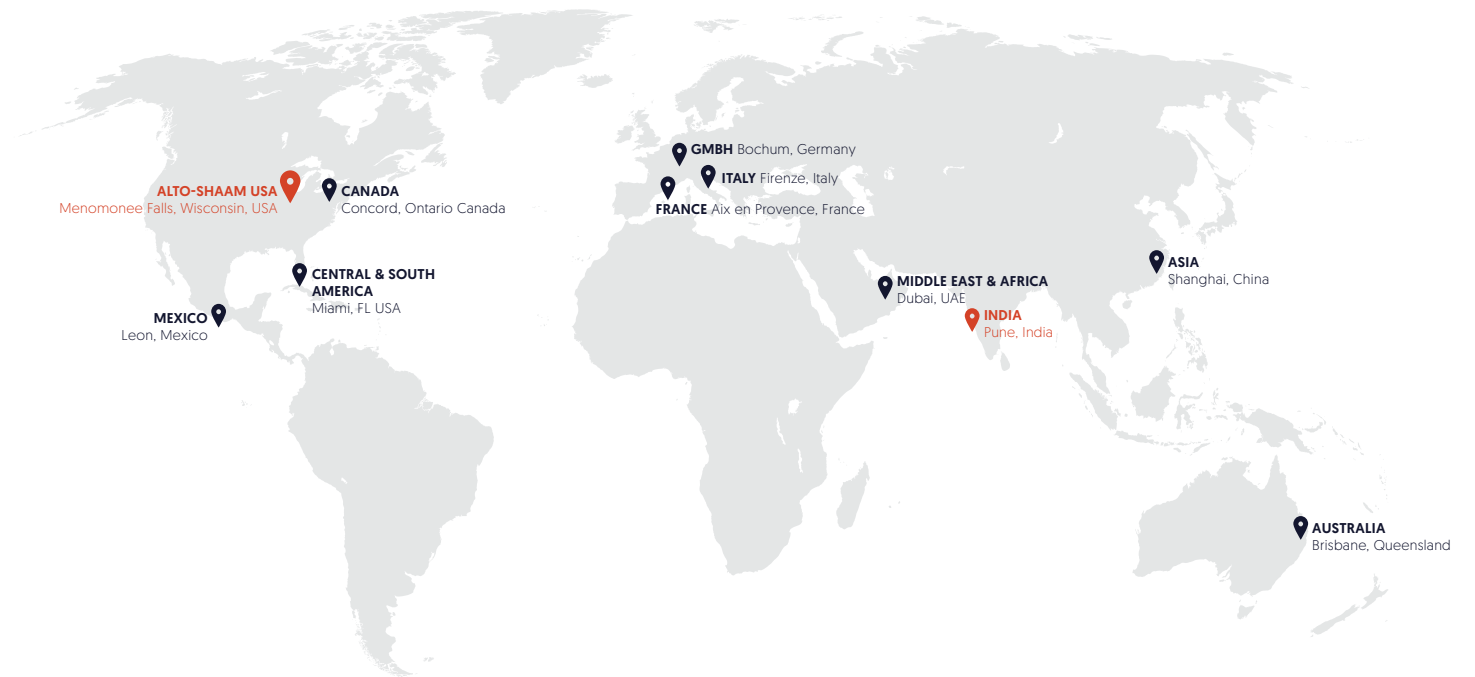 GMBH Bochum, Germany
ITALY Firenze, Italy
FRANCE Aix en Provence, France
ALTO-SHAAM USA
Menomonee Falls, Wisconsin, USA
CANADA
Concord, Ontario Canada
CENTRAL & SOUTH
AMERICA
Miami, FL USA
MEXICO
Leon, Mexico
MIDDLE EAST & AFRICA
Dubai, UAE
INDIA
Pune, India
ASIA
Shanghai, China
AUSTRALIA
Brisbane, Queensland